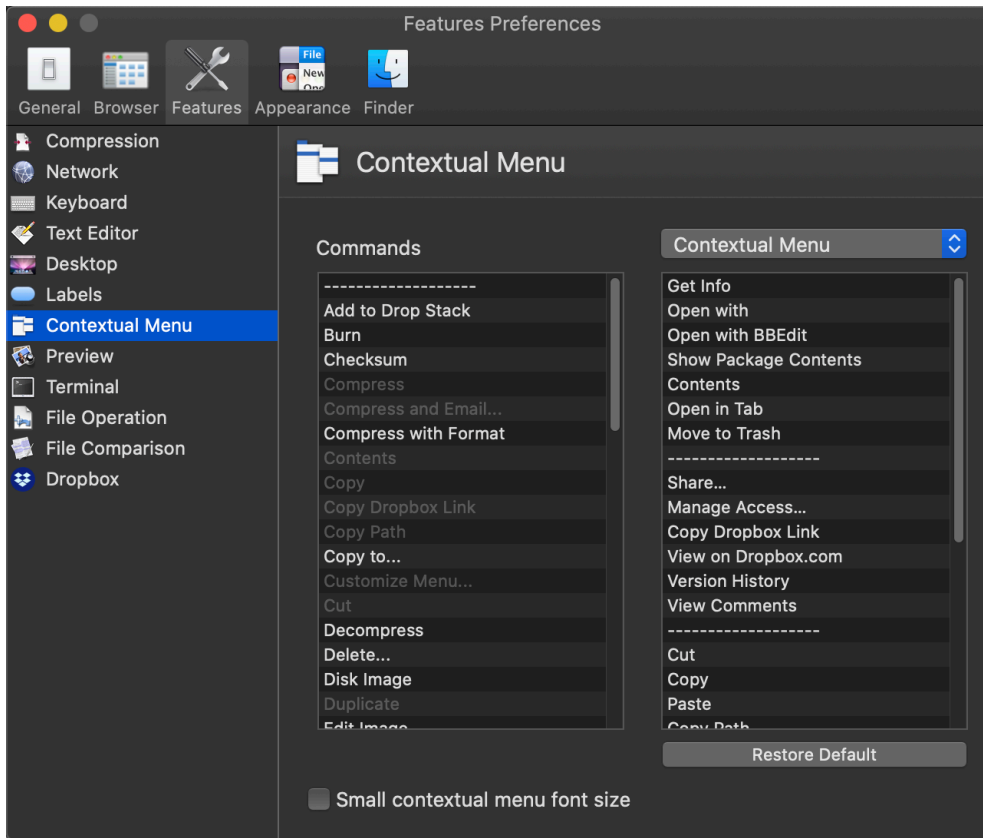 Features Preferences
General Browser Features Appearance Finder
File
New
Compression
Network
Keyboard
Text Editor
Desktop
Labels
Contextual Menu
Preview
Terminal
File Operation
File Comparison
Dropbox
Contextual Menu
Commands
-------------------
Add to Drop Stack
Burn
Checksum
Compress
Compress and Email...
Compress with Format
Contents
Copy
Copy Dropbox Link
Copy Path
Copy to...
Customize Menu...
Cut
Decompress
Delete...
Disk Image
Duplicate
Edit Image
Contextual Menu
Get Info
Open with
Open with BBEdit
Show Package Contents
Contents
Open in Tab
Move to Trash
-------------------
Share...
Manage Access...
Copy Dropbox Link
View on Dropbox.com
Version History
View Comments
-------------------
Cut
Copy
Paste
Copy Path
Restore Default
Small contextual menu font size